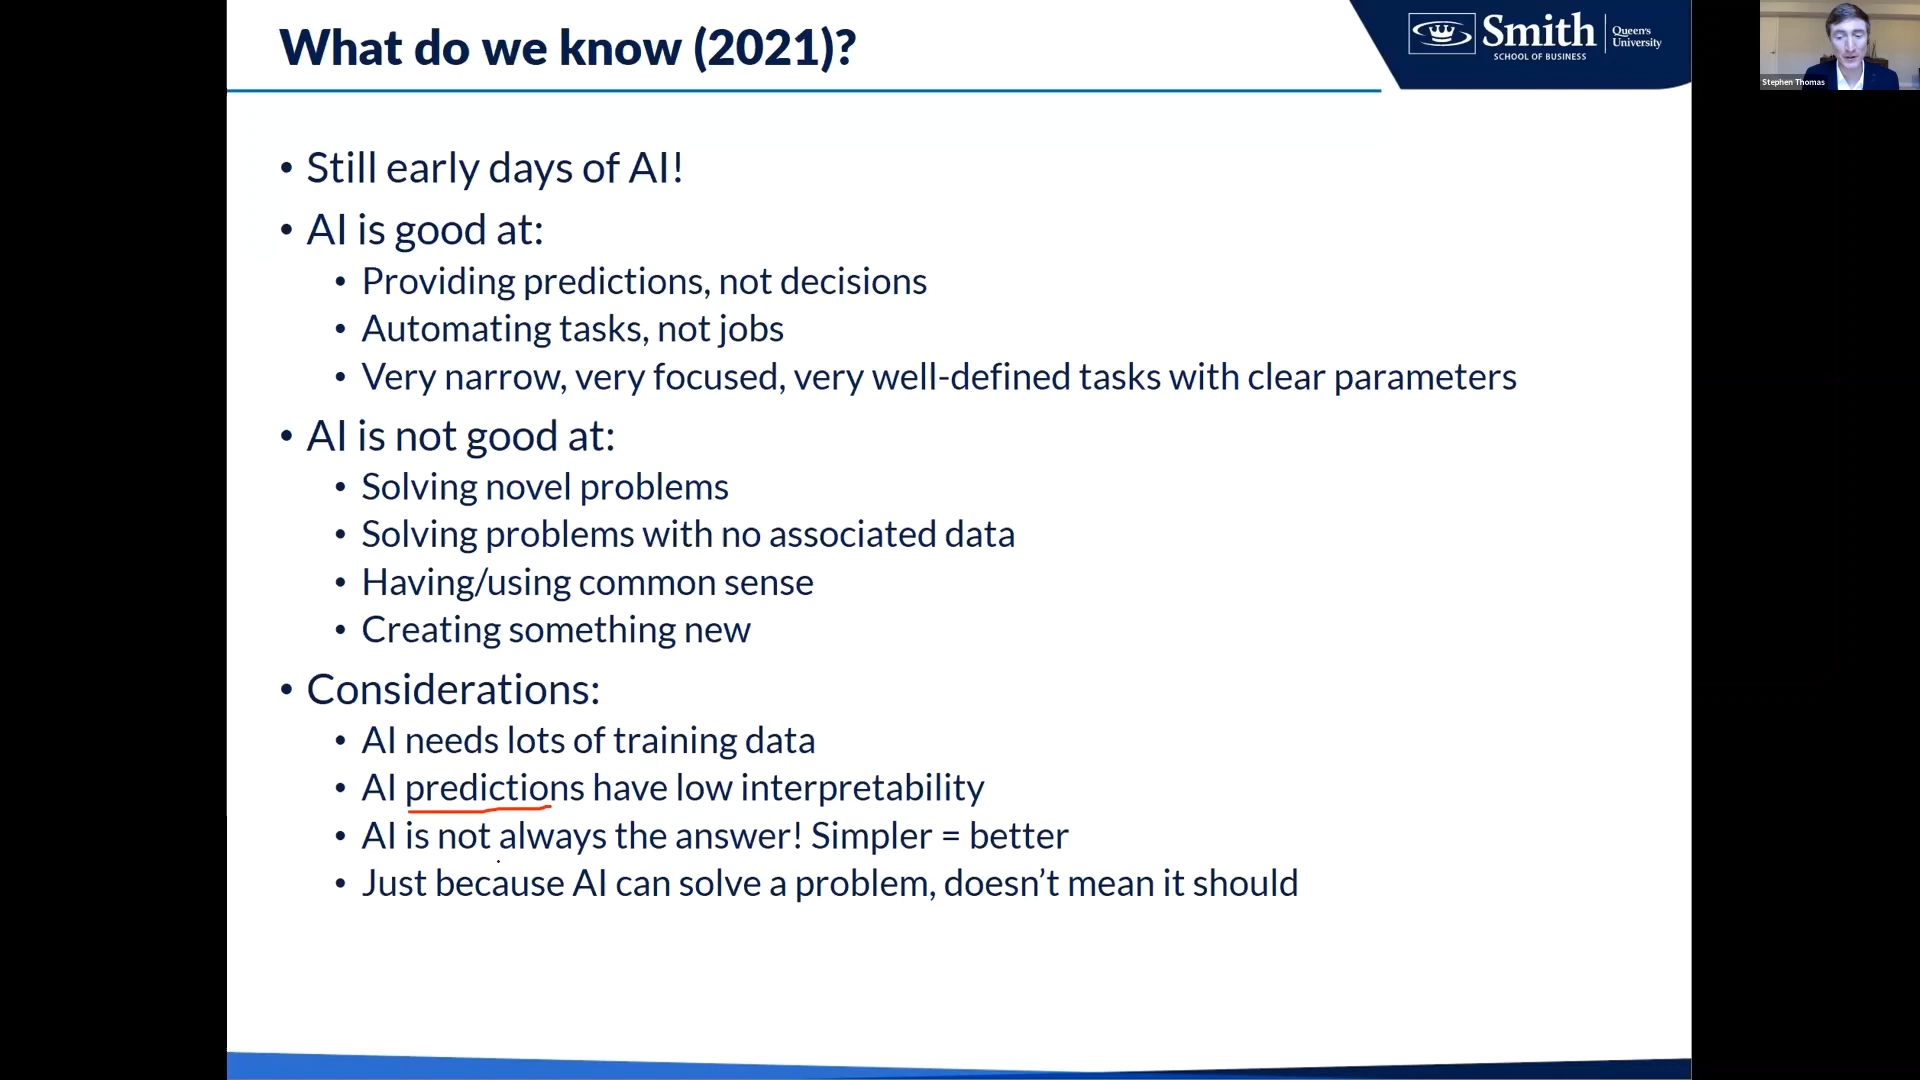 What do we know (2021)?
Smith
SCHOOL OF BUSINESS
Queen's
University
Stephen Thomas
• Still early days of AI!
• AI is good at:
• Providing predictions, not decisions
• Automating tasks, not jobs
• Very narrow, very focused, very well-defined tasks with clear parameters
• AI is not good at:
• Solving novel problems
• Solving problems with no associated data
• Having/using common sense
• Creating something new
• Considerations:
• AI needs lots of training data
• AI predictions have low interpretability
• AI is not always the answer! Simpler = better
• Just because AI can solve a problem, doesn't mean it should